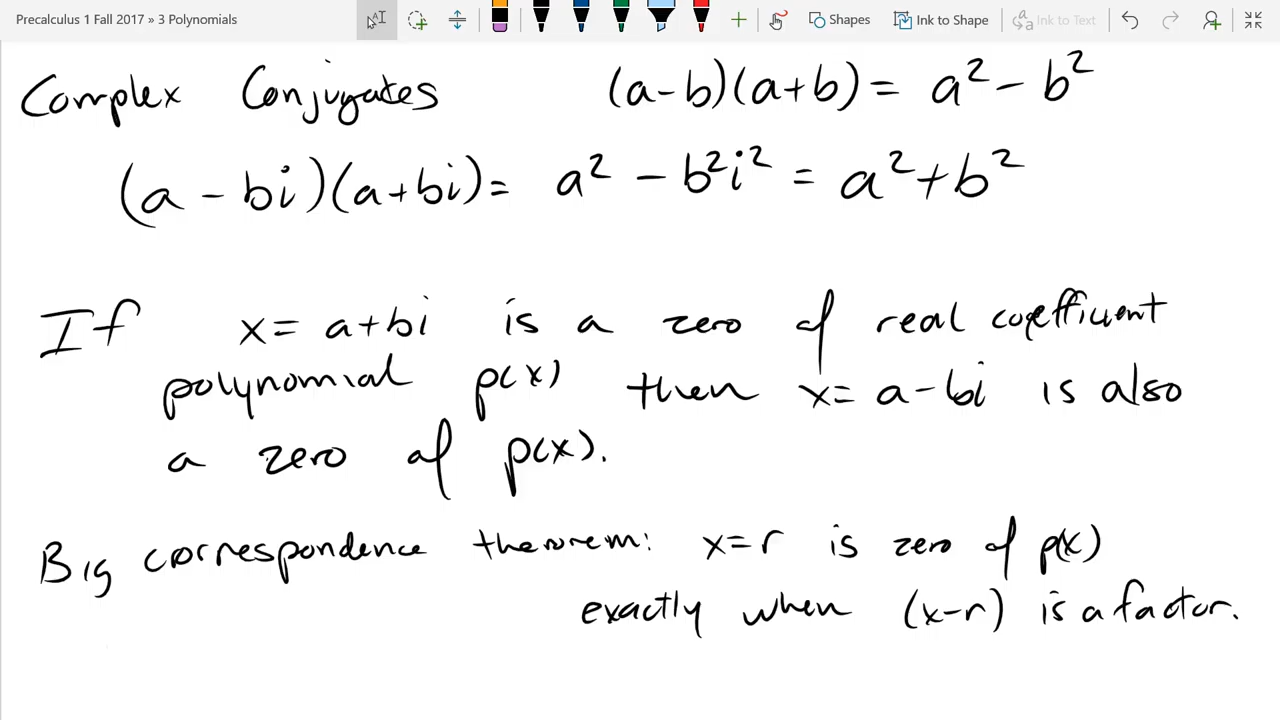 Precalculus 1 Fall 2017 » 3 Polynomials
Shapes
Ink to Shape
Ink to Text
Complex Conjugates (a-b)(a+b) = a² - b²
(a - bi)(a+bi) = a² - b²i² = a² + b²
If x = a+bi is a zero of real coefficient
polynomial p(x) then x = a-bi is also
a zero of p(x).
Big correspondence theorem: x=r is zero of p(x)
exactly when (x-r) is a factor.